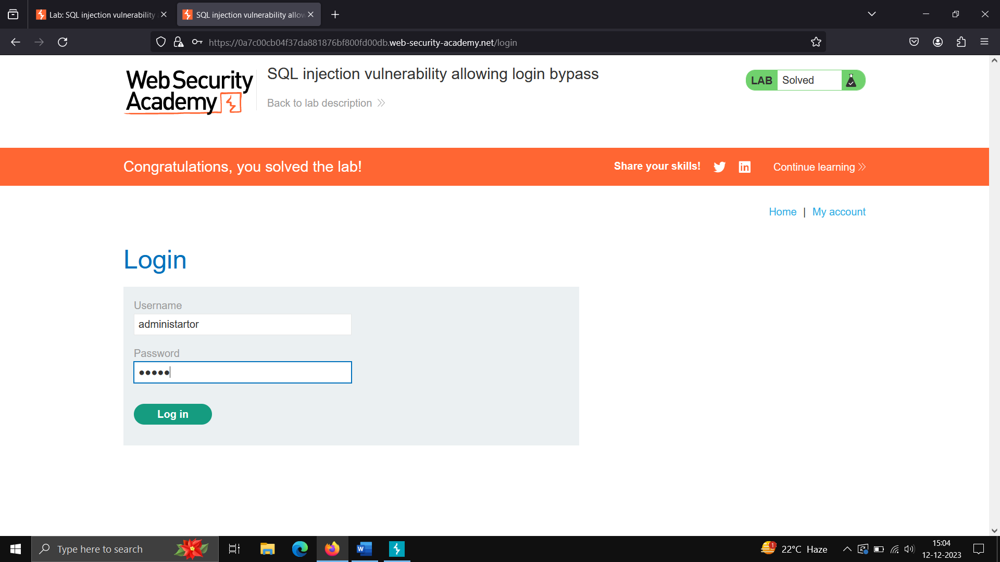 Lab: SQL injection vulnerability
SQL injection vulnerability allow
https://0a7c00cb04f37da881876bf800fd00db.web-security-academy.net/login
Web Security
Academy
SQL injection vulnerability allowing login bypass
Back to lab description
LAB Solved
Congratulations, you solved the lab!
Share your skills!
Continue learning
Home | My account
Login
Username
administartor
Password
•••••
Log in
Type here to search
1
22°C Haze
15:04
12-12-2023